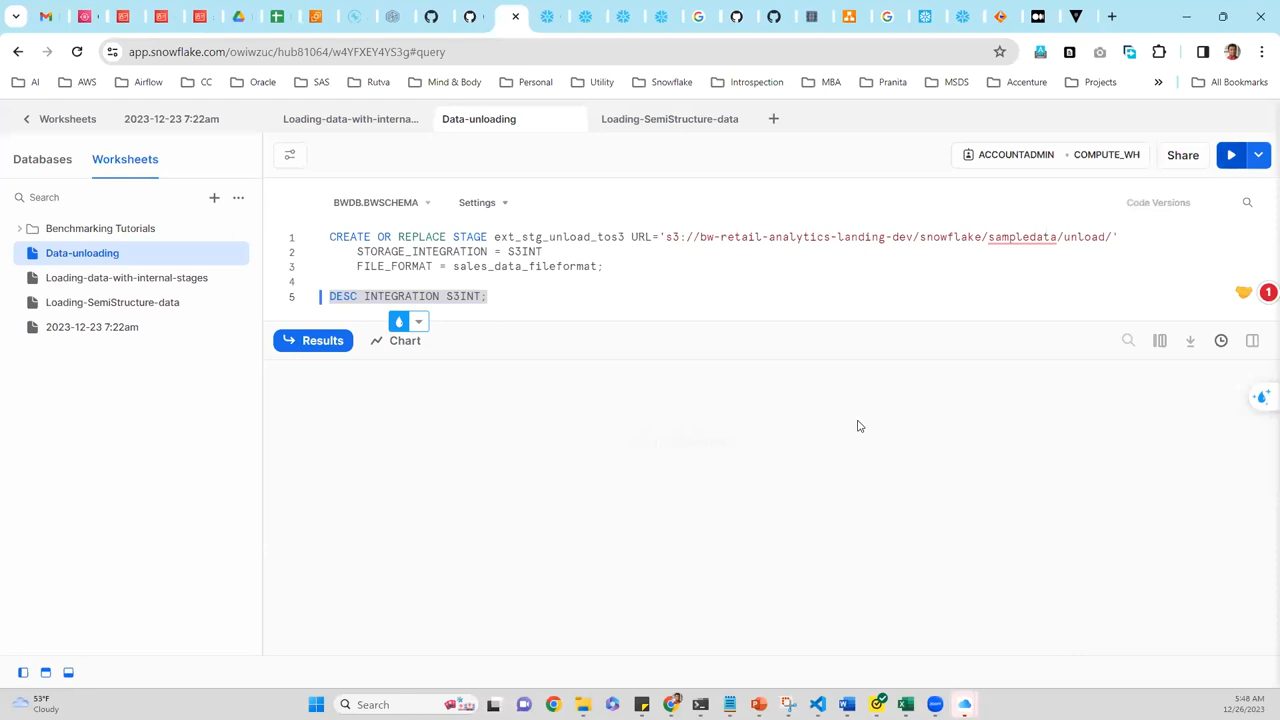 app.snowflake.com/owiwzuc/hub81064/w4YFXEY4YS3g#query
AI AWS Airflow CC Oracle SAS Rutva Mind & Body Personal Utility Snowflake Introspection MBA Pranita MSDS Accenture Projects » All Bookmarks
Worksheets 2023-12-23 7:22am Loading-data-with-interna... Data-unloading Loading-SemiStructure-data
Databases Worksheets
ACCOUNTADMIN • COMPUTE_WH Share
Search
BWDB.BWSCHEMA Settings Code Versions
Benchmarking Tutorials
Data-unloading
Loading-data-with-internal-stages
Loading-SemiStructure-data
2023-12-23 7:22am
1 CREATE OR REPLACE STAGE ext_stg_unload_tos3 URL='s3://bw-retail-analytics-landing-dev/snowflake/sampledata/unload/'
2 STORAGE_INTEGRATION = S3INT
3 FILE_FORMAT = sales_data_fileformat;
4
5 DESC INTEGRATION S3INT;
1
Results Chart
53°F
Cloudy
Search
5:48 AM
12/26/2023